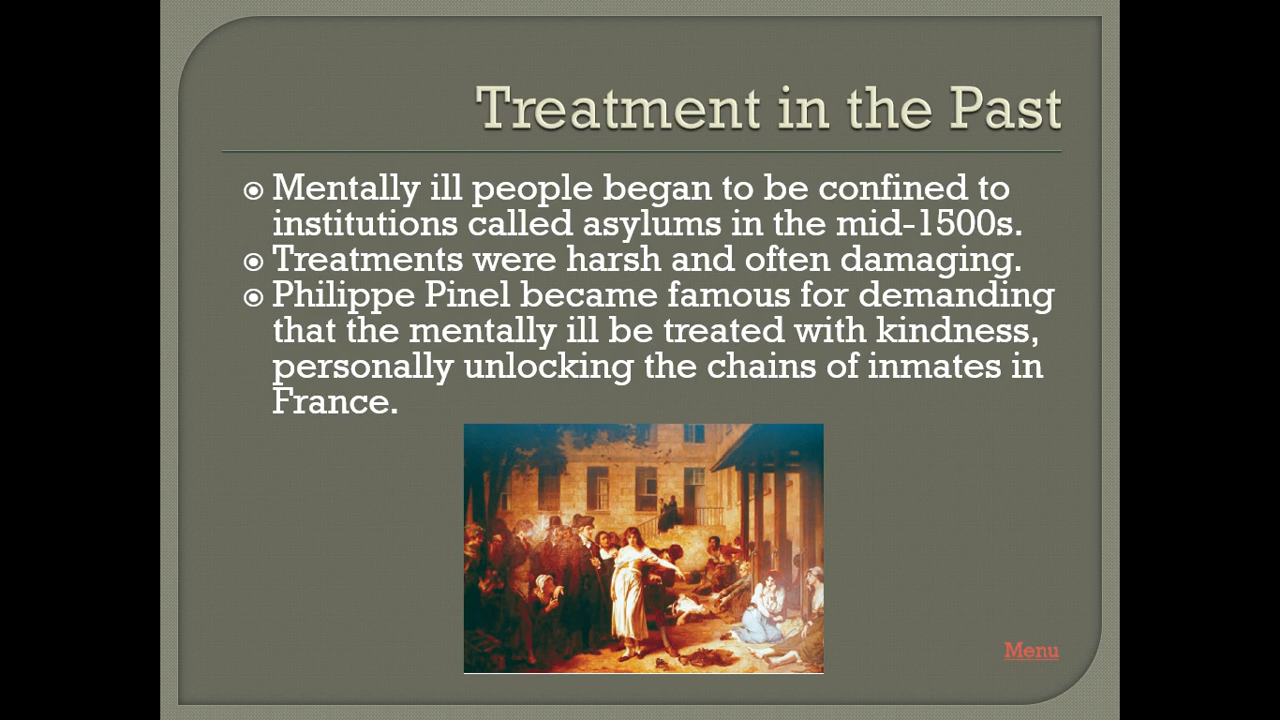 Treatment in the Past
Mentally ill people began to be confined to
institutions called asylums in the mid-1500s.
Treatments were harsh and often damaging.
Philippe Pinel became famous for demanding
that the mentally ill be treated with kindness,
personally unlocking the chains of inmates in
France.
Menu